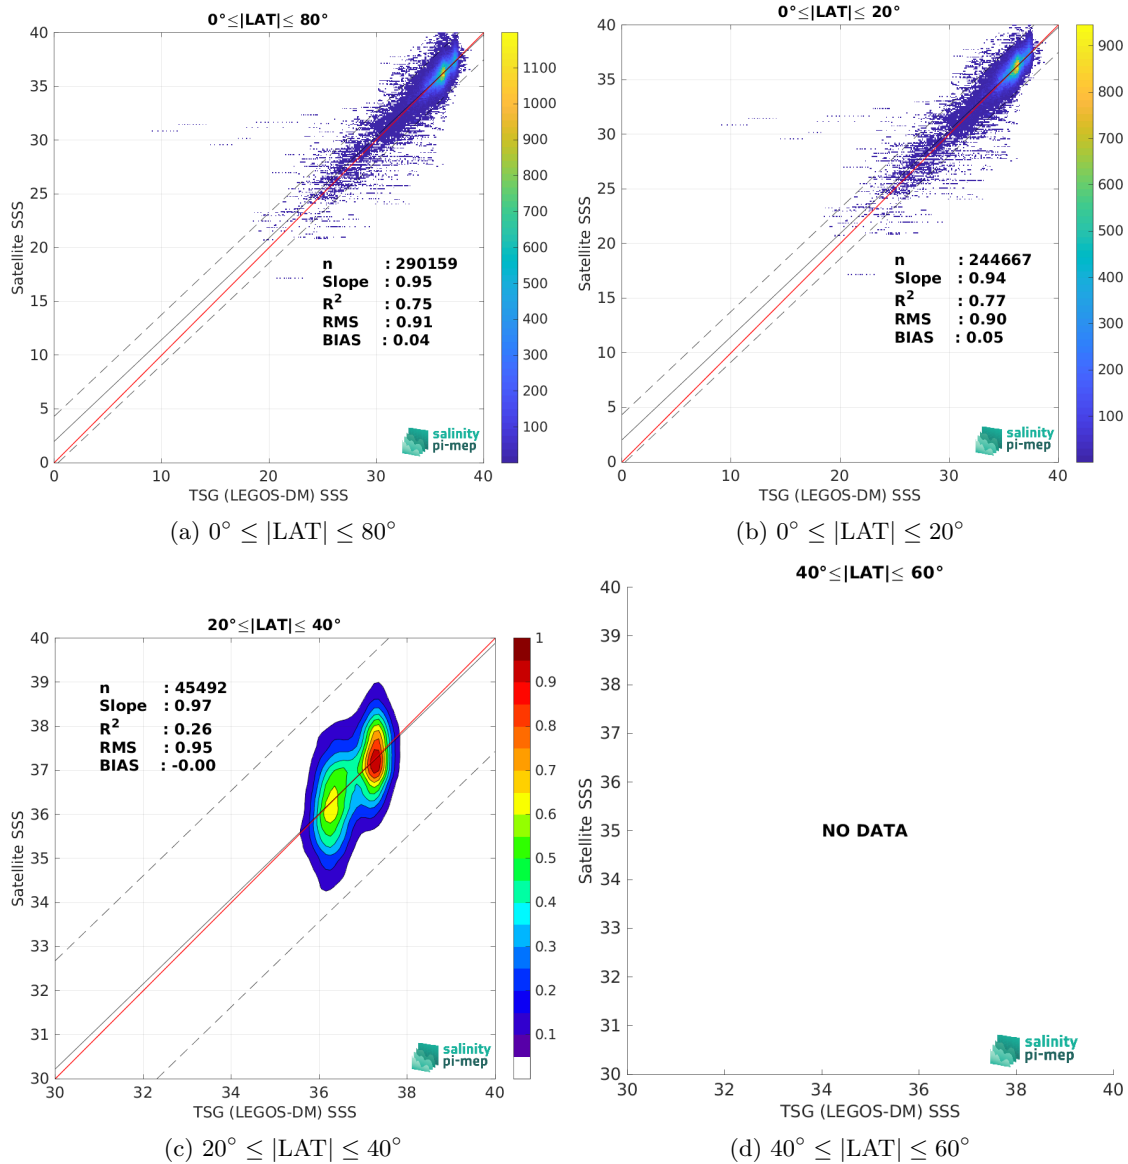 0°≤|LAT|≤ 80°
40
35
30
25
20
15
10
5
0
Satellite SSS
0
10
20
30
40
TSG (LEGOS-DM) SSS
n : 290159
Slope : 0.95
R² : 0.75
RMS : 0.91
BIAS : 0.04
salinity
pi-mep
1100
1000
900
800
700
600
500
400
300
200
100
(a) 0° ≤ |LAT| ≤ 80°
0°≤|LAT|≤ 20°
40
35
30
25
20
15
10
5
0
Satellite SSS
0
10
20
30
40
TSG (LEGOS-DM) SSS
n : 244667
Slope : 0.94
R² : 0.77
RMS : 0.90
BIAS : 0.05
salinity
pi-mep
900
800
700
600
500
400
300
200
100
(b) 0° ≤ |LAT| ≤ 20°
20°≤|LAT|≤ 40°
40
39
38
37
36
35
34
33
32
31
30
Satellite SSS
30
32
34
36
38
40
TSG (LEGOS-DM) SSS
n : 45492
Slope : 0.97
R² : 0.26
RMS : 0.95
BIAS : -0.00
salinity
pi-mep
1
0.9
0.8
0.7
0.6
0.5
0.4
0.3
0.2
0.1
(c) 20° ≤ |LAT| ≤ 40°
40°≤|LAT|≤ 60°
40
39
38
37
36
35
34
33
32
31
30
Satellite SSS
NO DATA
30
32
34
36
38
40
TSG (LEGOS-DM) SSS
salinity
pi-mep
(d) 40° ≤ |LAT| ≤ 60°